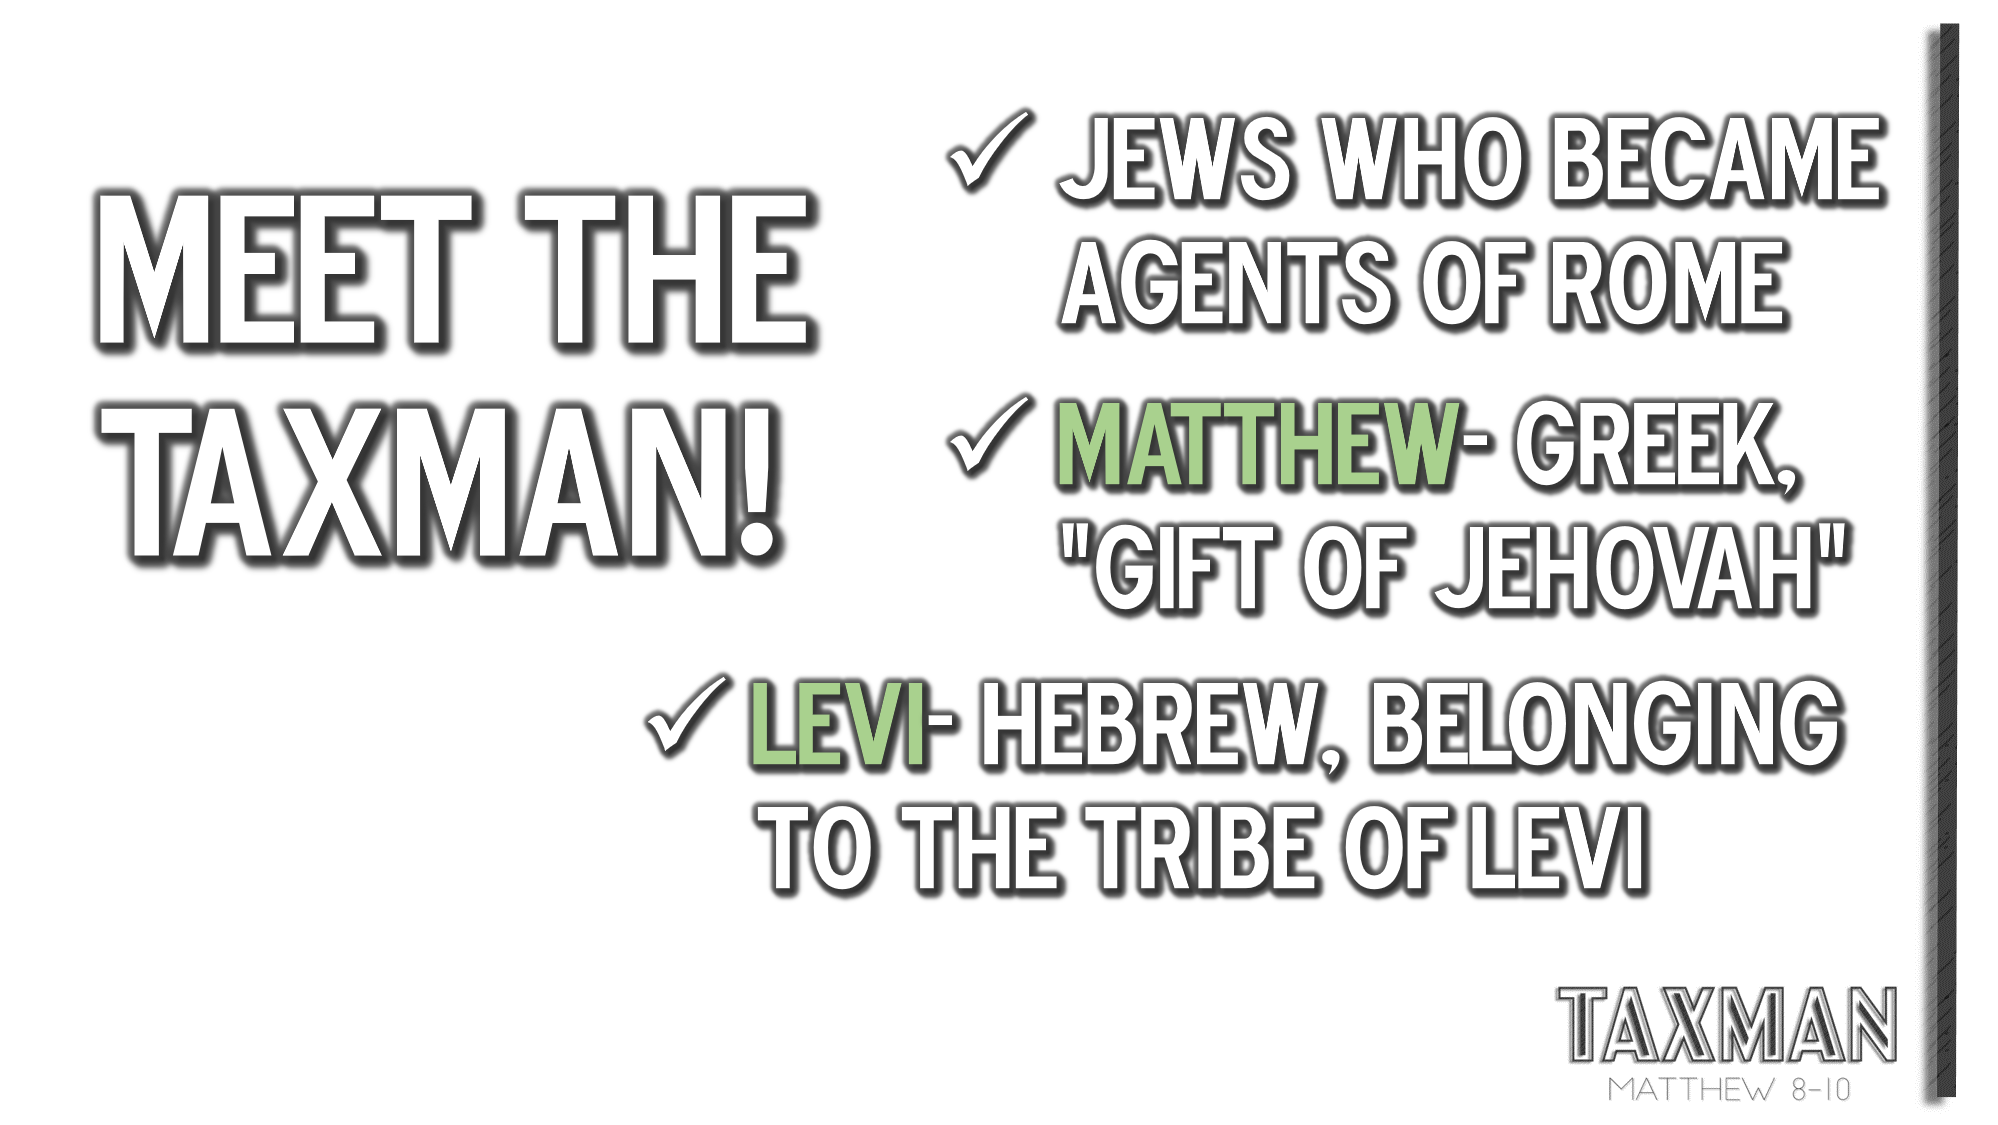 MEET THE
TAXMAN!
✓ JEWS WHO BECAME
AGENTS OF ROME
✓ MATTHEW- GREEK,
"GIFT OF JEHOVAH"
✓ LEVI- HEBREW, BELONGING
TO THE TRIBE OF LEVI
TAXMAN
MATTHEW 8-10